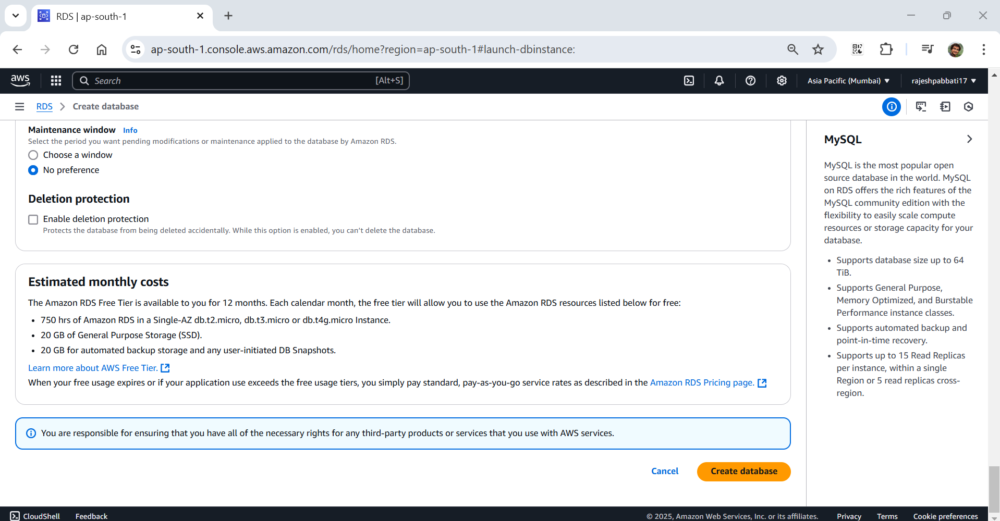 RDS | ap-south-1
ap-south-1.console.aws.amazon.com/rds/home?region=ap-south-1#launch-dbinstance:
aws
Search
[Alt+S]
Asia Pacific (Mumbai)
rajeshpabbati17
RDS
Create database
Maintenance window Info
Select the period you want pending modifications or maintenance applied to the database by Amazon RDS.
Choose a window
No preference
Deletion protection
Enable deletion protection
Protects the database from being deleted accidentally. While this option is enabled, you can't delete the database.
Estimated monthly costs
The Amazon RDS Free Tier is available to you for 12 months. Each calendar month, the free tier will allow you to use the Amazon RDS resources listed below for free:
• 750 hrs of Amazon RDS in a Single-AZ db.t2.micro, db.t3.micro or db.t4g.micro Instance.
• 20 GB of General Purpose Storage (SSD).
• 20 GB for automated backup storage and any user-initiated DB Snapshots.
Learn more about AWS Free Tier.
When your free usage expires or if your application use exceeds the free usage tiers, you simply pay standard, pay-as-you-go service rates as described in the Amazon RDS Pricing page.
You are responsible for ensuring that you have all of the necessary rights for any third-party products or services that you use with AWS services.
Cancel
Create database
MySQL
MySQL is the most popular open
source database in the world. MySQL
on RDS offers the rich features of the
MySQL community edition with the
flexibility to easily scale compute
resources or storage capacity for your
database.
• Supports database size up to 64
TiB.
• Supports General Purpose,
Memory Optimized, and Burstable
Performance instance classes.
• Supports automated backup and
point-in-time recovery.
• Supports up to 15 Read Replicas
per instance, within a single
Region or 5 read replicas cross-
region.
CloudShell
Feedback
© 2025, Amazon Web Services, Inc. or its affiliates.
Privacy
Terms
Cookie preferences